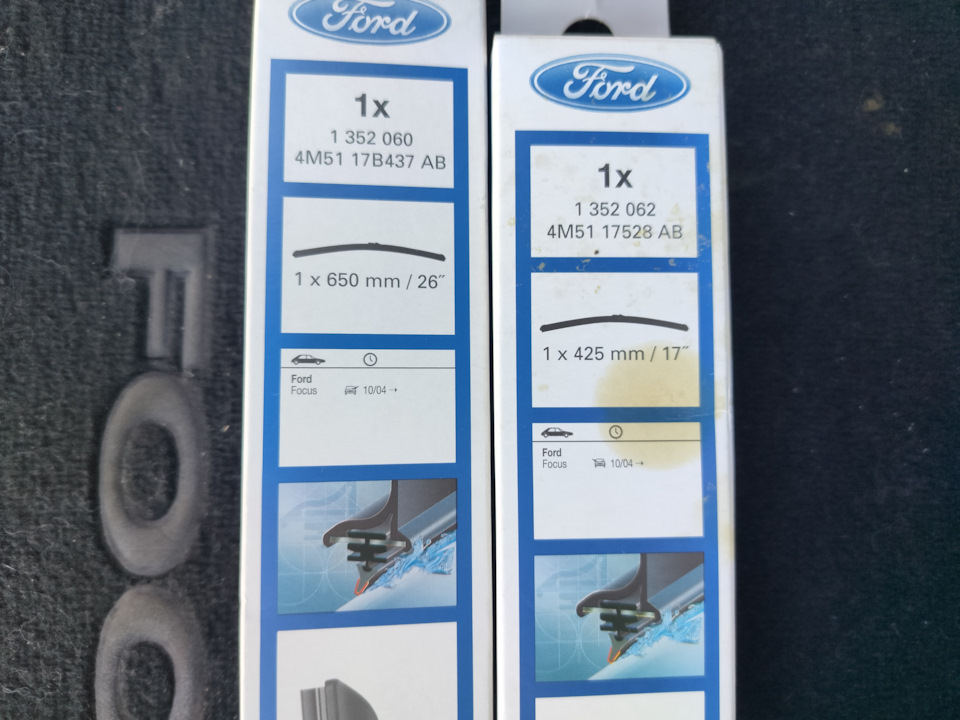 Ford
1x
1 352 060
4M51 17B437 AB
1 x 650 mm / 26˝
Ford
Focus
10/04 →
Ford
1x
1 352 062
4M51 17528 AB
1 x 425 mm / 17˝
Ford
Focus
10/04 →
FOC